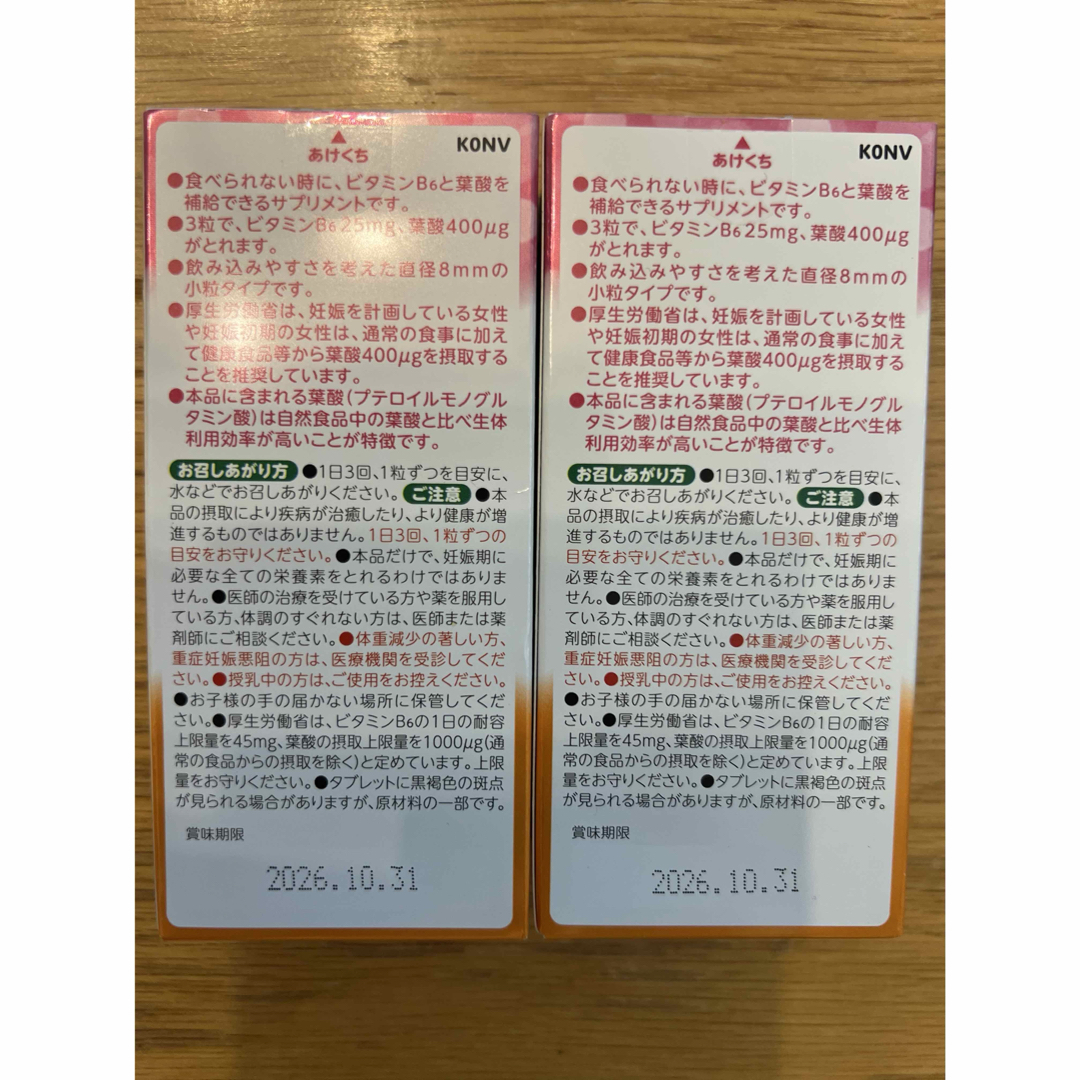 あけくち
KONV
●食べられない時に、ビタミンB6と葉酸を
補給できるサプリメントです。
●3粒で、ビタミンB6 25mg、葉酸400μg
がとれます。
●飲み込みやすさを考えた直径8mmの
小粒タイプです。
●厚生労働省は、妊娠を計画している女性
や妊娠初期の女性は、通常の食事に加え
て健康食品等から葉酸400μgを摂取する
ことを推奨しています。
●本品に含まれる葉酸(プテロイルモノグル
タミン酸)は自然食品中の葉酸と比べ生体
利用効率が高いことが特徴です。
お召しあがり方 ●1日3回、1粒ずつを目安に、
水などでお召しあがりください。 ご注意 ●本
品の摂取により疾病が治癒したり、より健康が増
進するものではありません。1日3回、1粒ずつの
目安をお守りください。●本品だけで、妊娠期に
必要な全ての栄養素をとれるわけではありま
せん。●医師の治療を受けている方や薬を服用し
ている方、体調のすぐれない方は、医師または薬
剤師にご相談ください。●体重減少の著しい方、
重症妊娠悪阻の方は、医療機関を受診してくだ
さい。●授乳中の方は、ご使用をお控えください。
●お子様の手の届かない場所に保管してくだ
さい。●厚生労働省は、ビタミンB6の1日の耐容
上限量を45mg、葉酸の摂取上限量を1000μg(通
常の食品からの摂取を除く)と定めています。上限
量をお守りください。●タブレットに黒褐色の斑点
が見られる場合がありますが、原材料の一部です。
賞味期限
2026.10.31
あけくち
KONV
●食べられない時に、ビタミンB6と葉酸を
補給できるサプリメントです。
●3粒で、ビタミンB6 25mg、葉酸400μg
がとれます。
●飲み込みやすさを考えた直径8mmの
小粒タイプです。
●厚生労働省は、妊娠を計画している女性
や妊娠初期の女性は、通常の食事に加え
て健康食品等から葉酸400μgを摂取する
ことを推奨しています。
●本品に含まれる葉酸(プテロイルモノグル
タミン酸)は自然食品中の葉酸と比べ生体
利用効率が高いことが特徴です。
お召しあがり方 ●1日3回、1粒ずつを目安に、
水などでお召しあがりください。 ご注意 ●本
品の摂取により疾病が治癒したり、より健康が増
進するものではありません。1日3回、1粒ずつの
目安をお守りください。●本品だけで、妊娠期に
必要な全ての栄養素をとれるわけではありま
せん。●医師の治療を受けている方や薬を服用し
ている方、体調のすぐれない方は、医師または薬
剤師にご相談ください。●体重減少の著しい方、
重症妊娠悪阻の方は、医療機関を受診してくだ
さい。●授乳中の方は、ご使用をお控えください。
●お子様の手の届かない場所に保管してくだ
さい。●厚生労働省は、ビタミンB6の1日の耐容
上限量を45mg、葉酸の摂取上限量を1000μg(通
常の食品からの摂取を除く)と定めています。上限
量をお守りください。●タブレットに黒褐色の斑点
が見られる場合がありますが、原材料の一部です。
賞味期限
2026.10.31